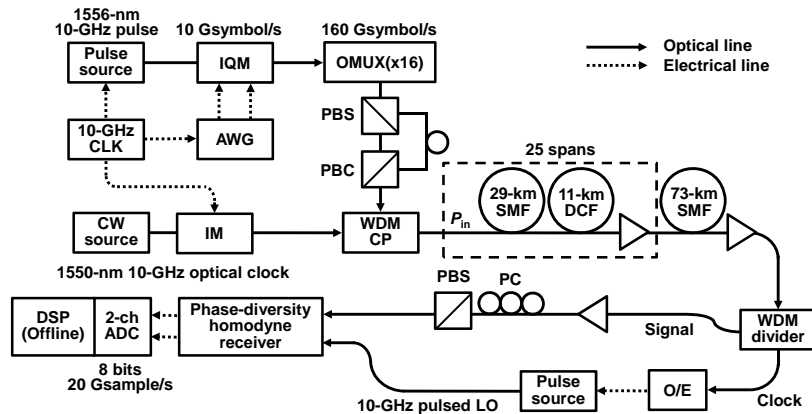 1556-nm
10-GHz pulse
10 Gsymbol/s
160 Gsymbol/s
Pulse
source
IQM
OMUX(x16)
Optical line
Electrical line
PBS
10-GHz
CLK
AWG
PBC
25 spans
29-km
SMF
11-km
DCF
73-km
SMF
CW
source
IM
WDM
CP
Pin
1550-nm 10-GHz optical clock
PBS
PC
DSP
(Offline)
2-ch
ADC
Phase-diversity
homodyne
receiver
Signal
WDM
divider
8 bits
20 Gsample/s
10-GHz pulsed LO
Pulse
source
O/E
Clock